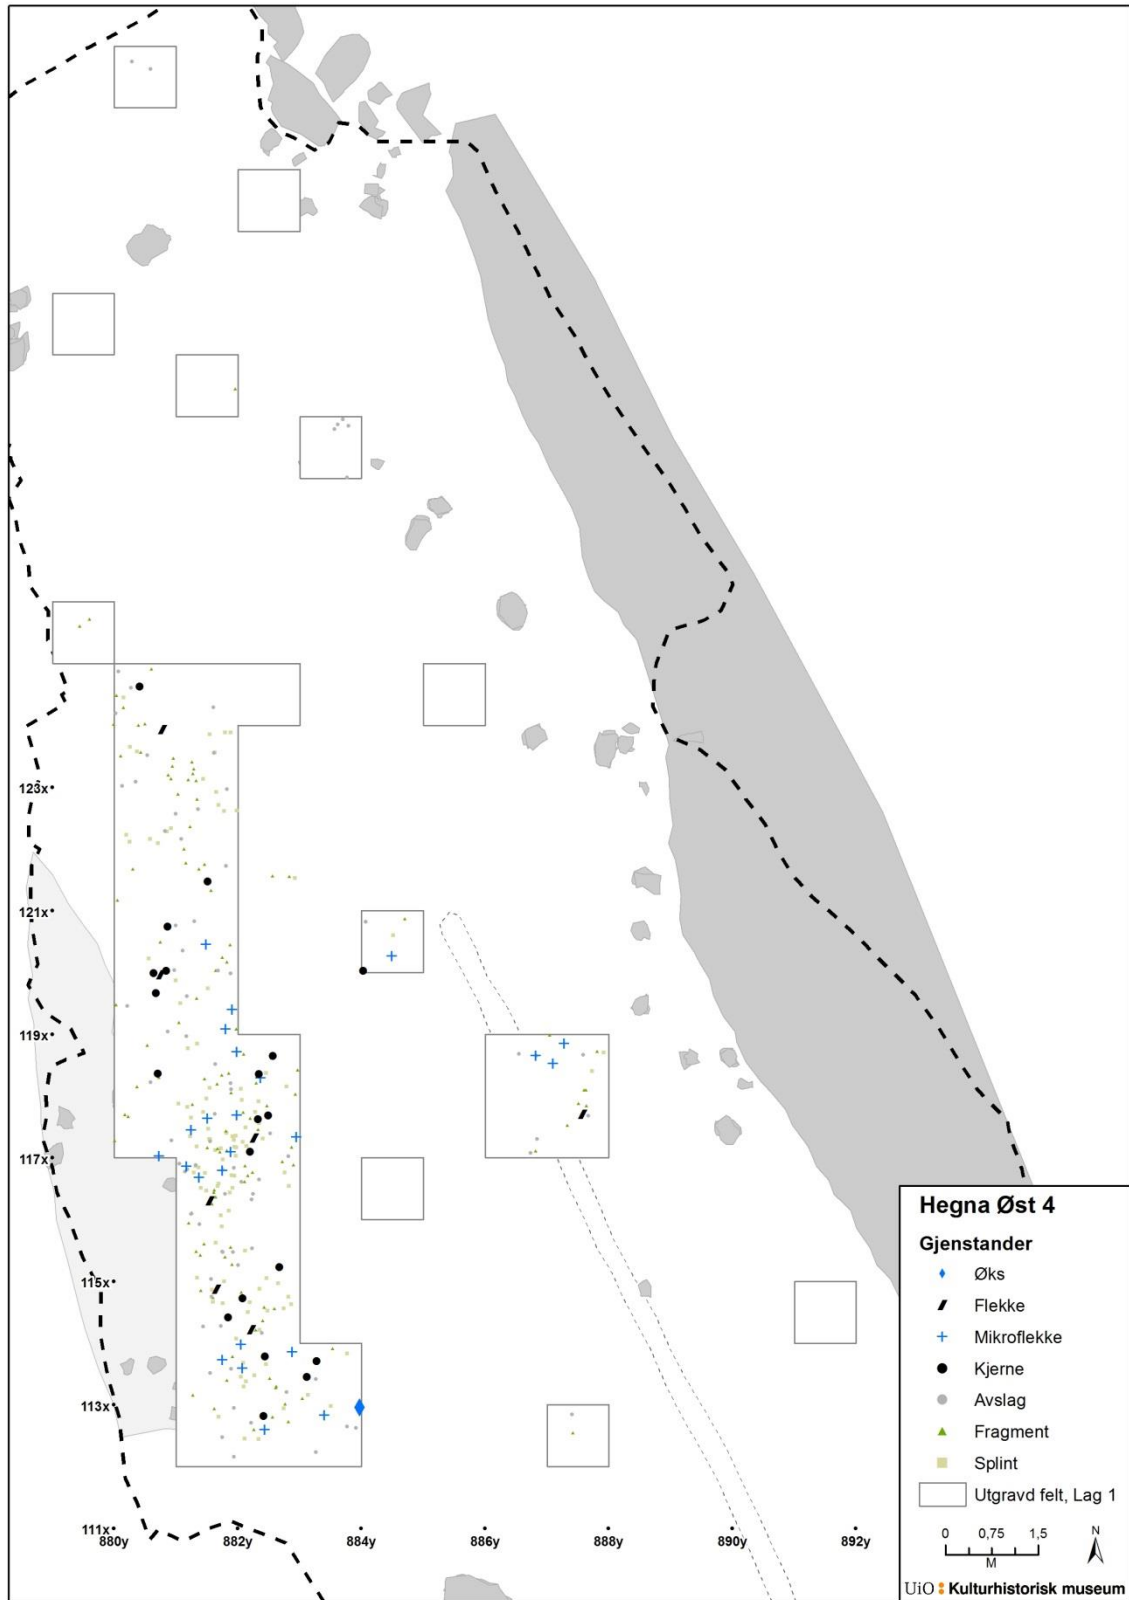 123x
121x
119x
117x
115x
113x
111x
880y
882y
884y
886y
888y
890y
892y
Hegna Øst 4
Gjenstander
Øks
Flekke
Mikroflekke
Kjerne
Avslag
Fragment
Splint
Utgravd felt, Lag 1
0 0,75 1,5
M
N
UiO Kulturhistorisk museum